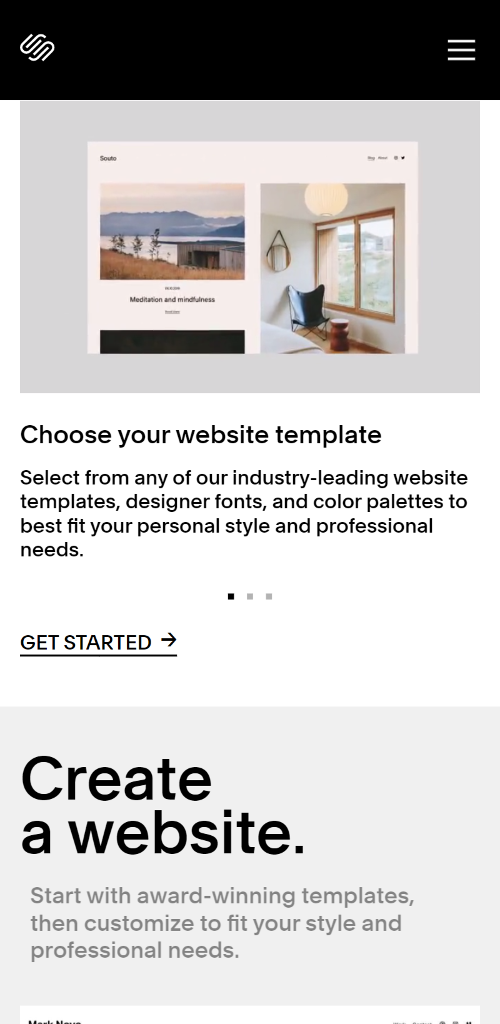 Souto
Blog About
Meditation and mindfulness
Choose your website template
Select from any of our industry-leading website
templates, designer fonts, and color palettes to
best fit your personal style and professional
needs.
GET STARTED →
Create
a website.
Start with award-winning templates,
then customize to fit your style and
professional needs.